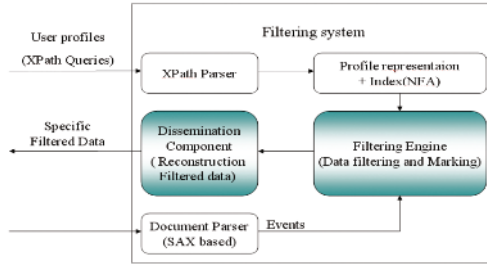 User profiles
(XPath Queries)
Filtering system
XPath Parser
Profile representaion
+ Index(NFA)
Specific
Filtered Data
Dissemination
Component
( Reconstruction
Filtered data)
Filtering Engine
(Data filtering and Marking)
Document Parser
(SAX based)
Events